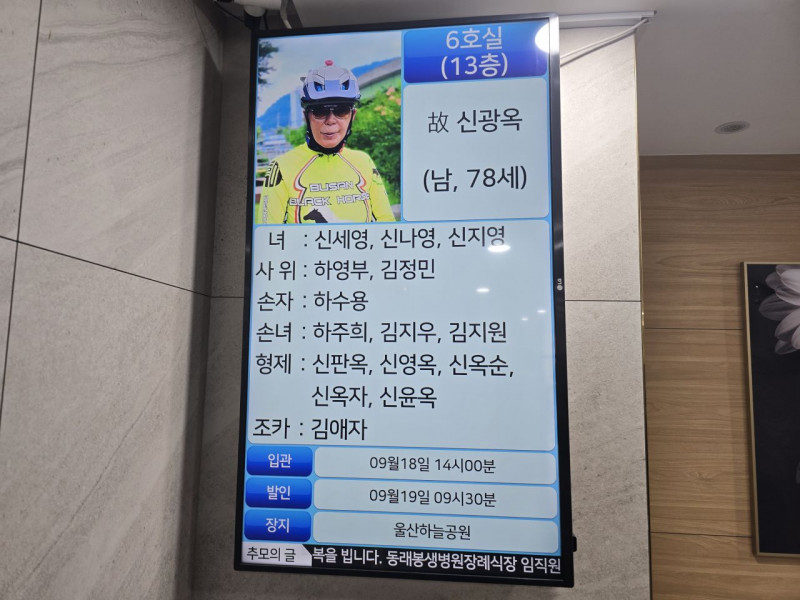 6호실
(13층)
故 신광옥
(남, 78세)
BUSAN
BLACK HORSE
녀 : 신세영, 신나영, 신지영
사위 : 하영부, 김정민
손자 : 하수용
손녀 : 하주희, 김지우, 김지원
형제 : 신판옥, 신영옥, 신옥순,
신옥자, 신윤옥
조카 : 김애자
입관 09월18일 14시00분
발인 09월19일 09시30분
장지 울산하늘공원
추모의 글 복을 빕니다. 동래봉생병원장례식장 임직원